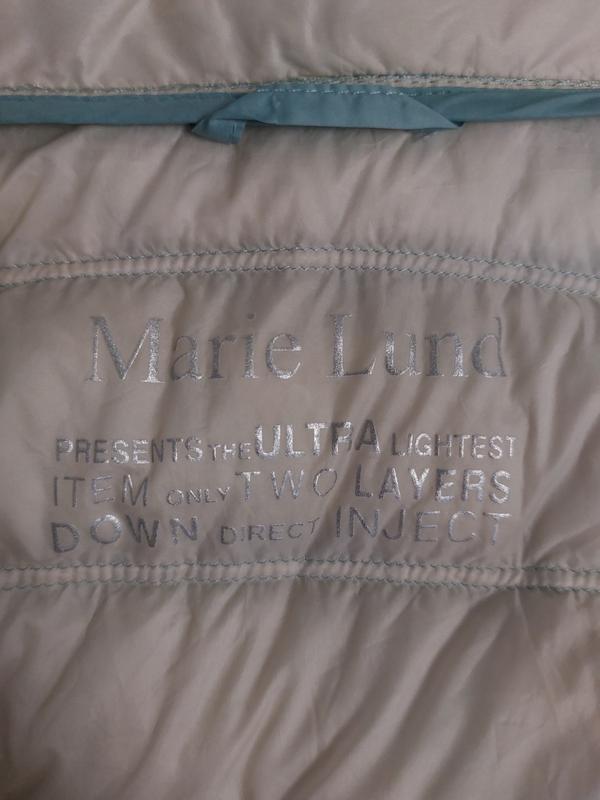 Marie Lund
PRESENTS THE ULTRA LIGHTEST
ITEM ONLY TWO LAYERS
DOWN DIRECT INJECT